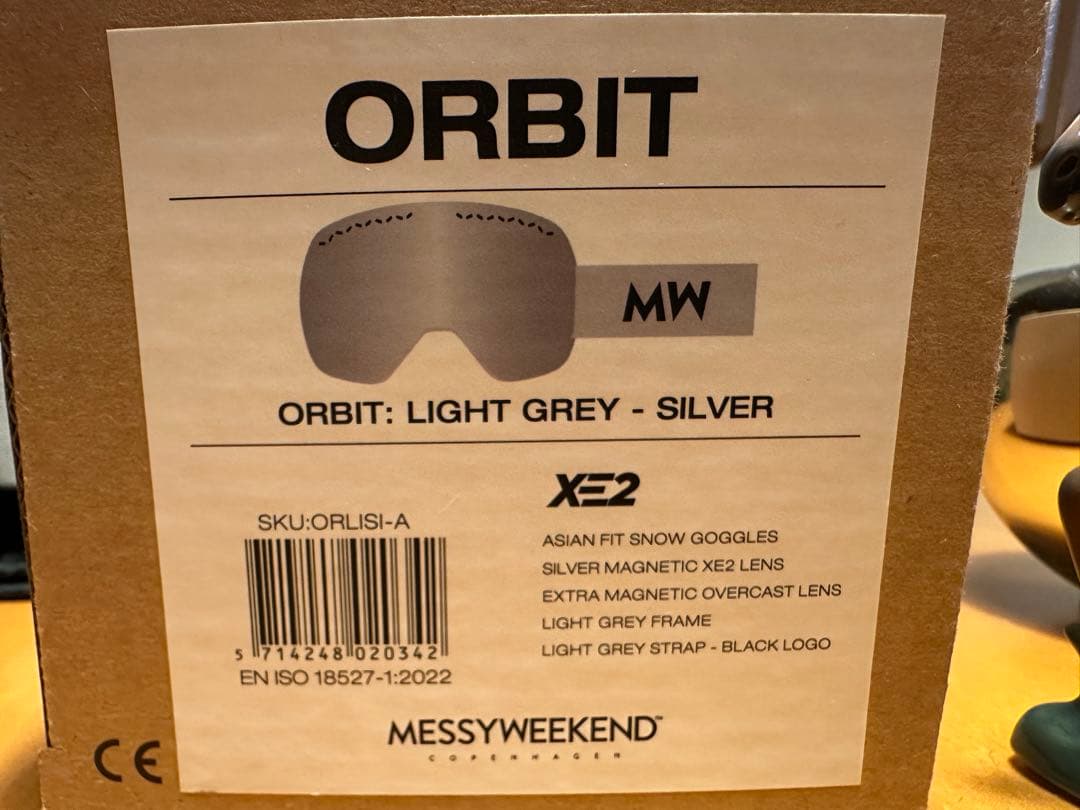 ORBIT
MW
ORBIT: LIGHT GREY - SILVER
XE2
SKU:ORLISI-A
5 714248 020342
EN ISO 18527-1:2022
ASIAN FIT SNOW GOGGLES
SILVER MAGNETIC XE2 LENS
EXTRA MAGNETIC OVERCAST LENS
LIGHT GREY FRAME
LIGHT GREY STRAP - BLACK LOGO
MESSYWEEKEND™
COPENHAGEN
CE